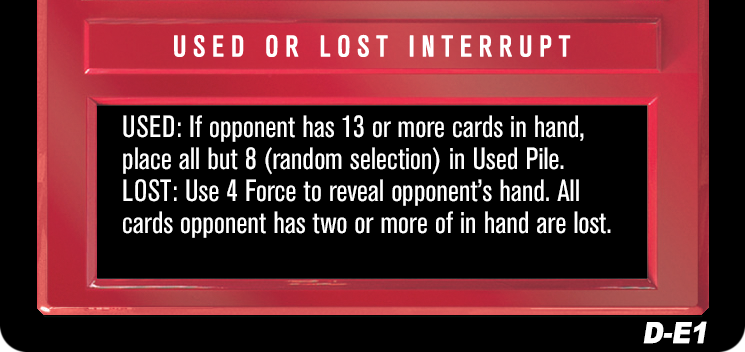 USED OR LOST INTERRUPT
USED: If opponent has 13 or more cards in hand,
place all but 8 (random selection) in Used Pile.
LOST: Use 4 Force to reveal opponent's hand. All
cards opponent has two or more of in hand are lost.
D-E1